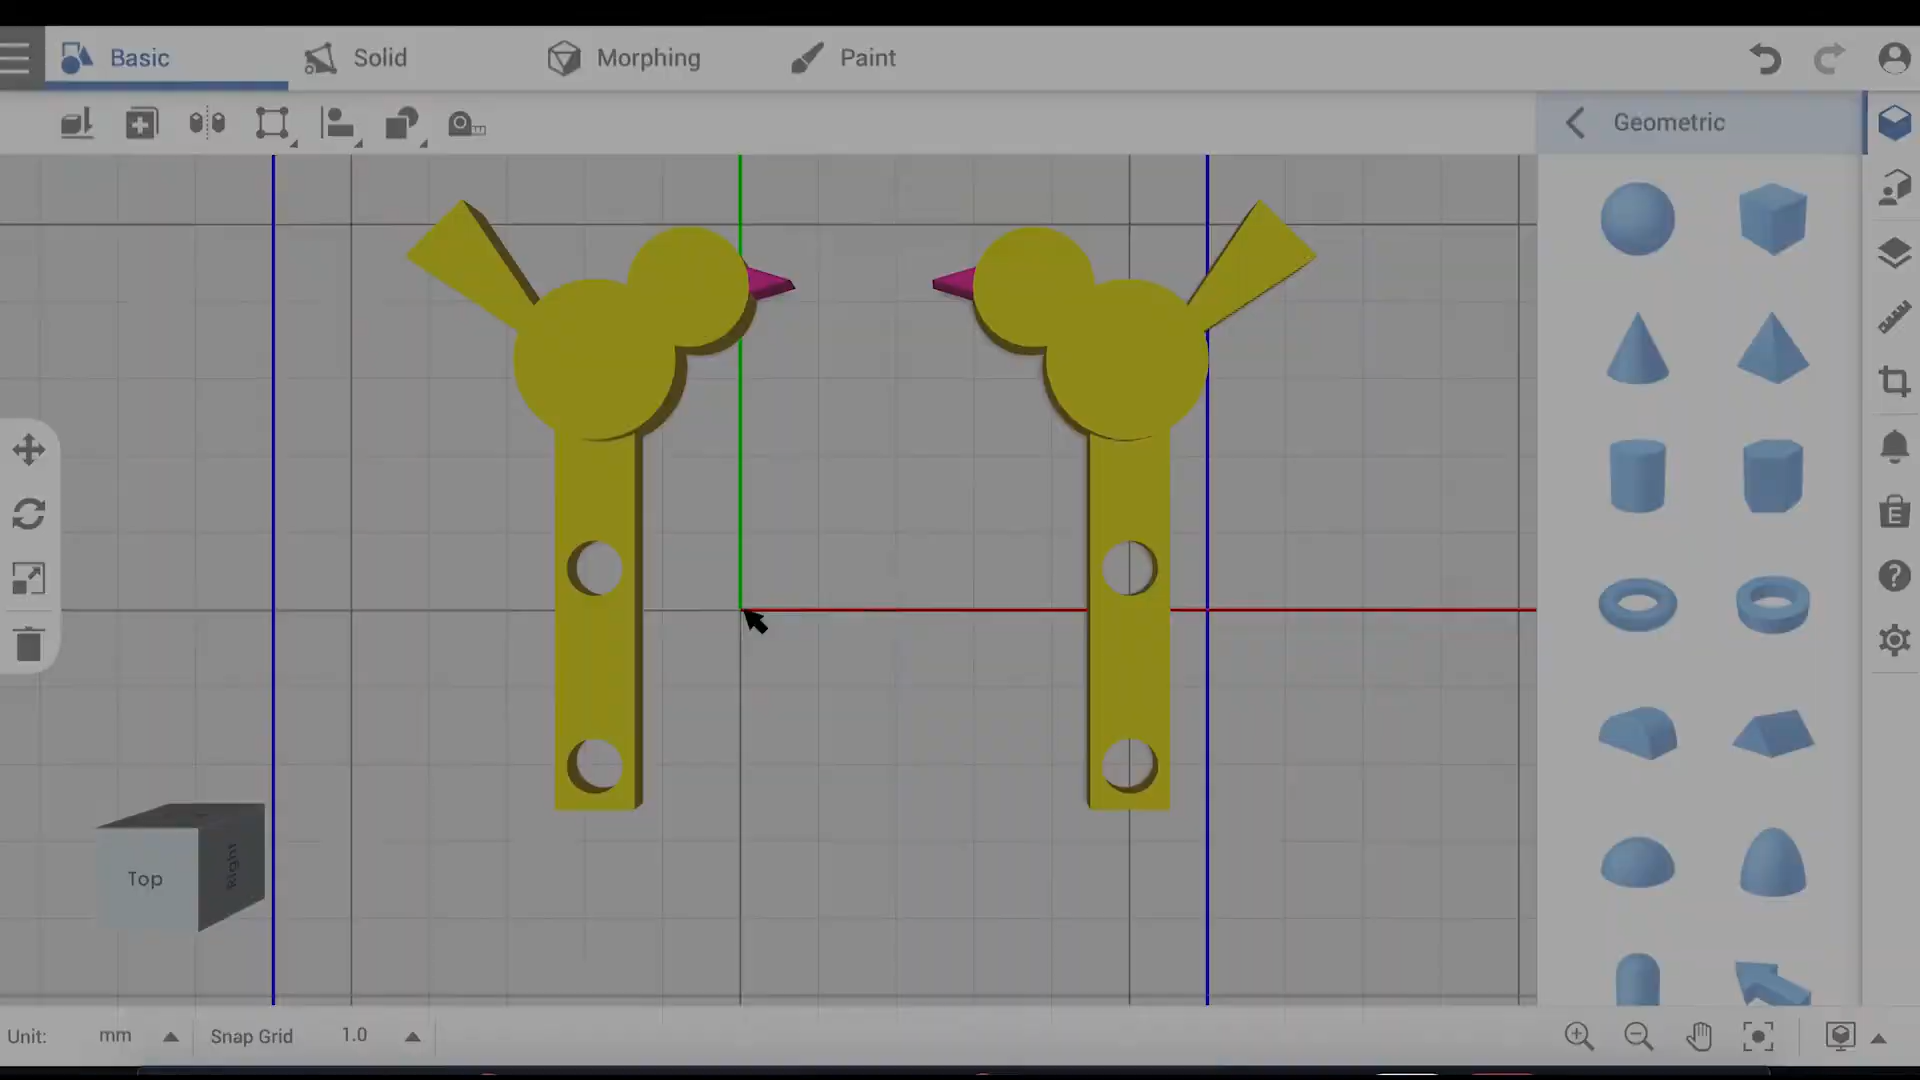 Basic
Solid
Morphing
Paint
Geometric
Top
Right
Unit: mm
Snap Grid 1.0